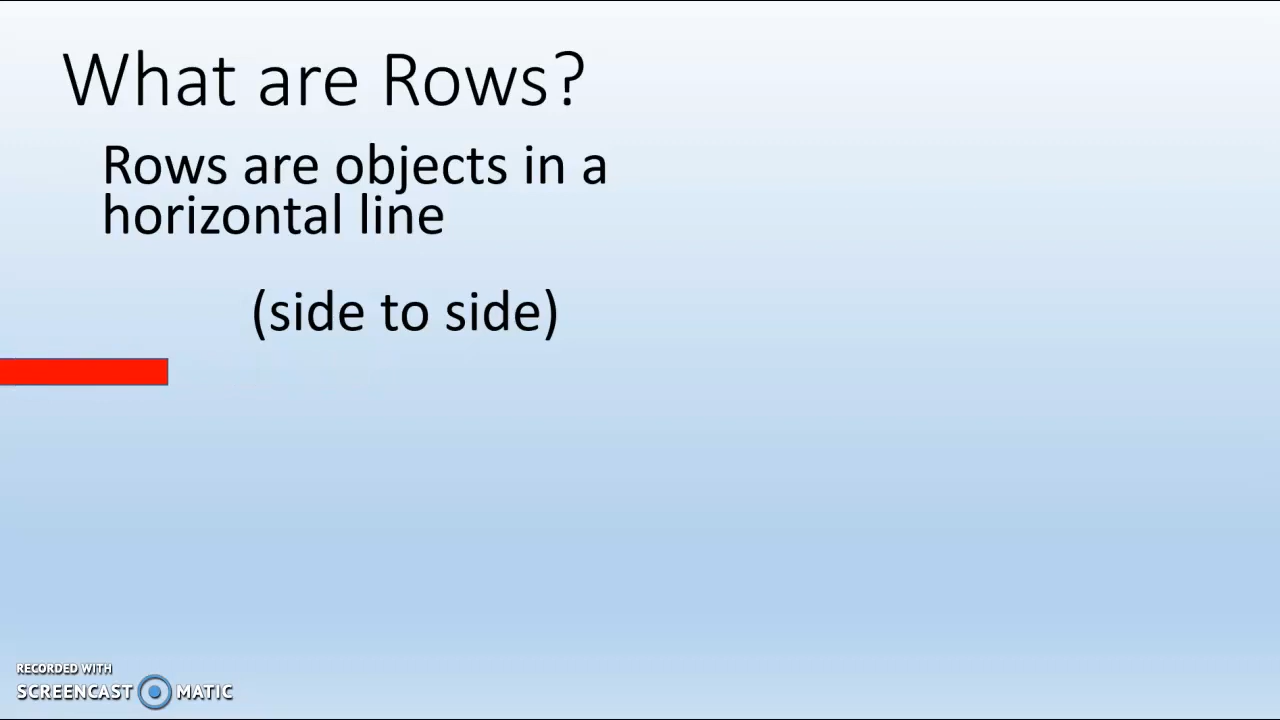 What are Rows?
Rows are objects in a
horizontal line
(side to side)
RECORDED WITH
SCREENCAST MATIC